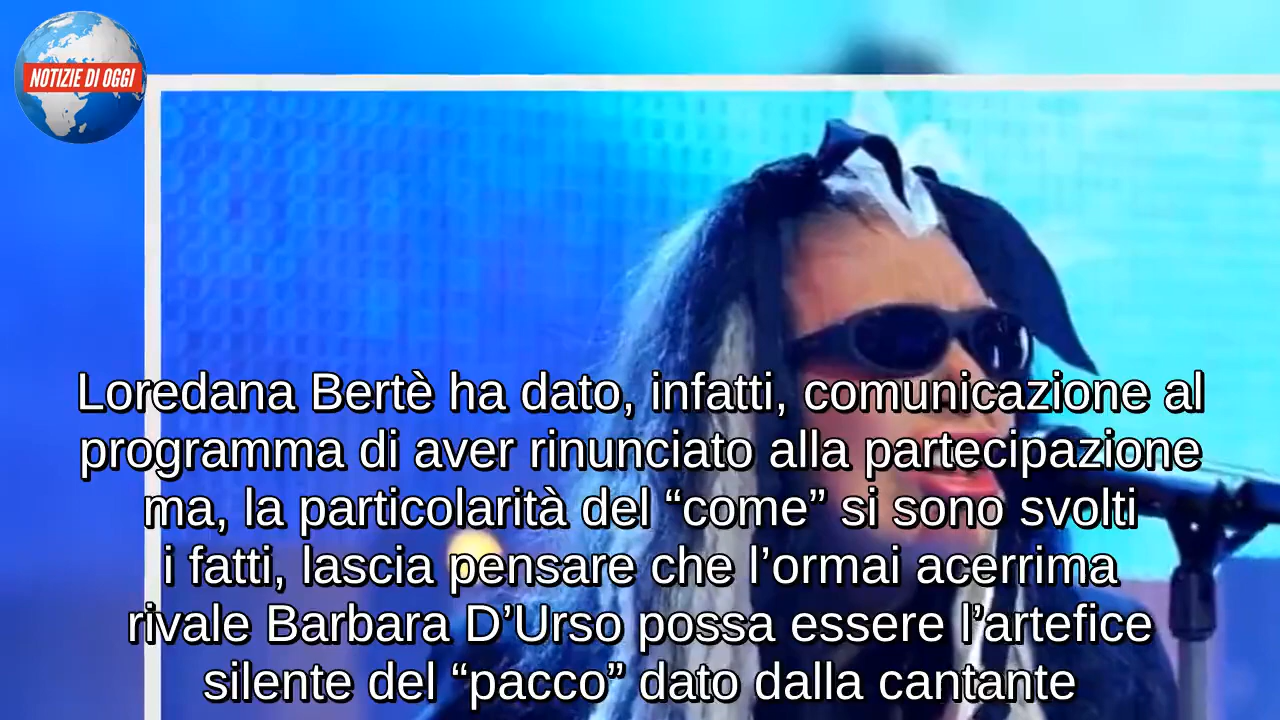 NOTIZIE DI OGGI
Loredana Bertè ha dato, infatti, comunicazione al
programma di aver rinunciato alla partecipazione
ma, la particolarità del “come” si sono svolti
i fatti, lascia pensare che l’ormai acerrima
rivale Barbara D’Urso possa essere l’artefice
silente del “pacco” dato dalla cantante